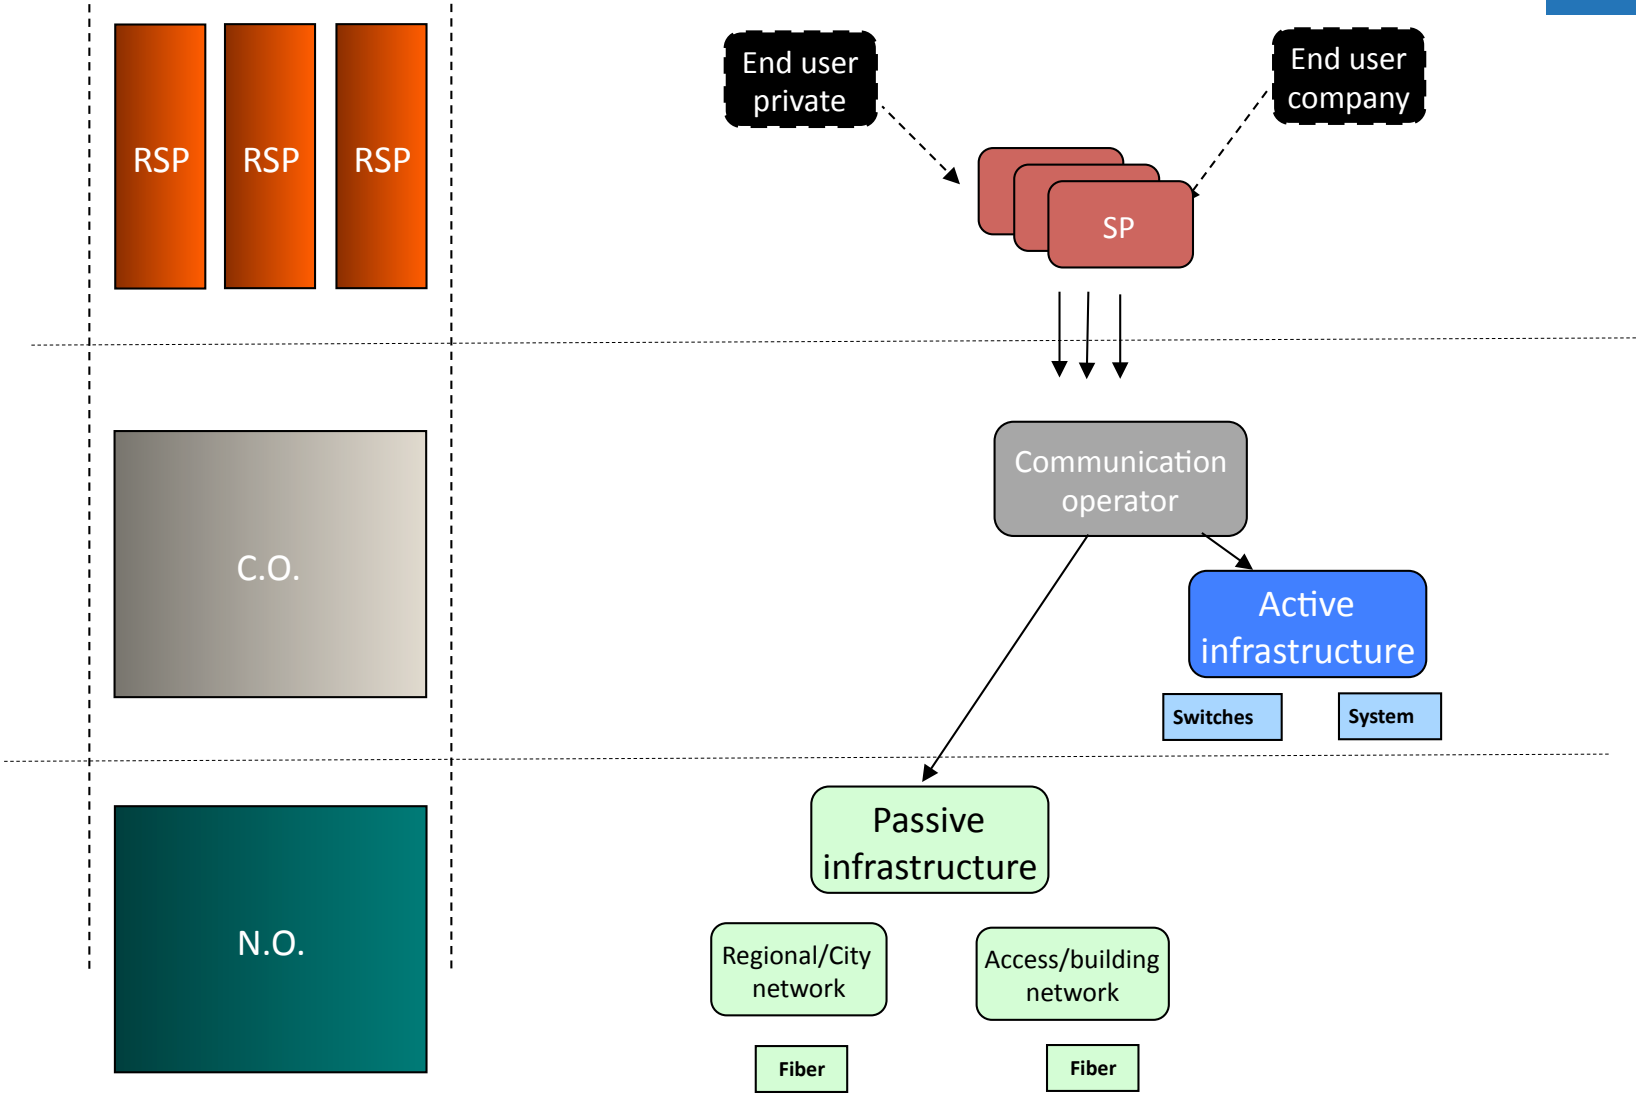 RSP
RSP
RSP
End user
private
End user
company
SP
C.O.
Communication
operator
Active
infrastructure
Switches
System
N.O.
Passive
infrastructure
Regional/City
network
Access/building
network
Fiber
Fiber